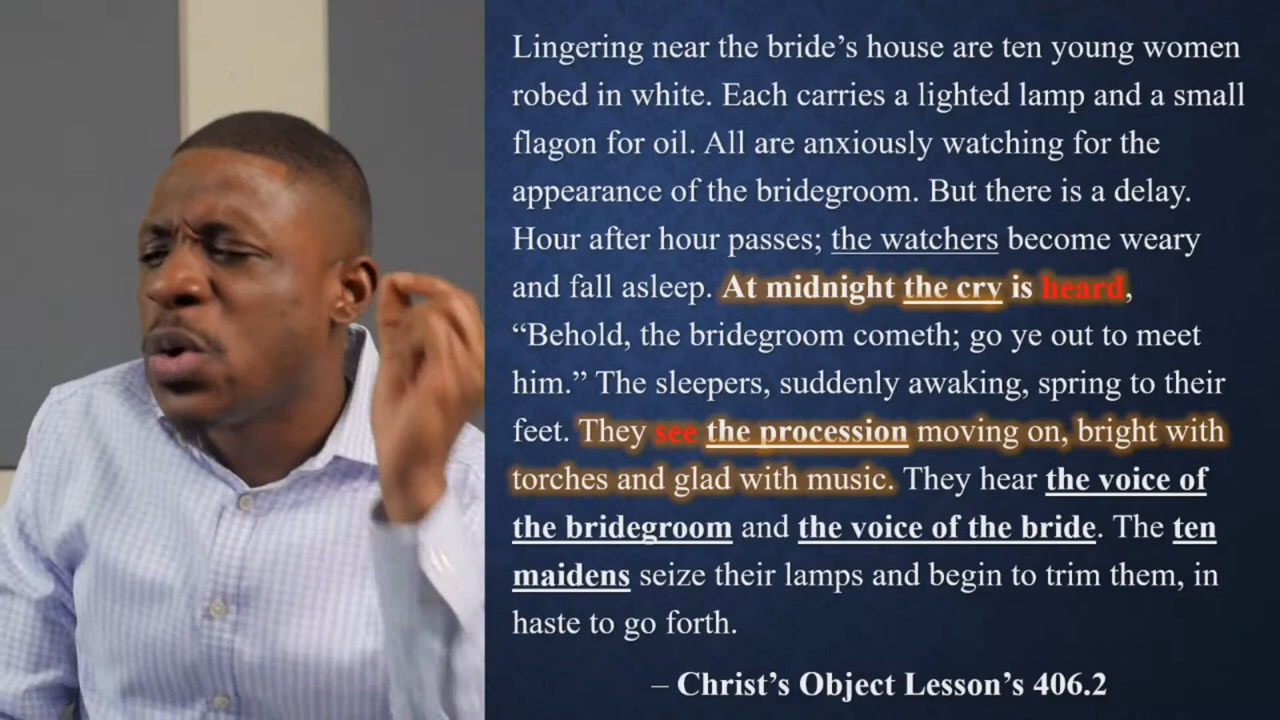 Lingering near the bride’s house are ten young women
robed in white. Each carries a lighted lamp and a small
flagon for oil. All are anxiously watching for the
appearance of the bridegroom. But there is a delay.
Hour after hour passes; the watchers become weary
and fall asleep. At midnight the cry is heard,
“Behold, the bridegroom cometh; go ye out to meet
him.” The sleepers, suddenly awaking, spring to their
feet. They see the procession moving on, bright with
torches and glad with music. They hear the voice of
the bridegroom and the voice of the bride. The ten
maidens seize their lamps and begin to trim them, in
haste to go forth.
– Christ’s Object Lesson’s 406.2